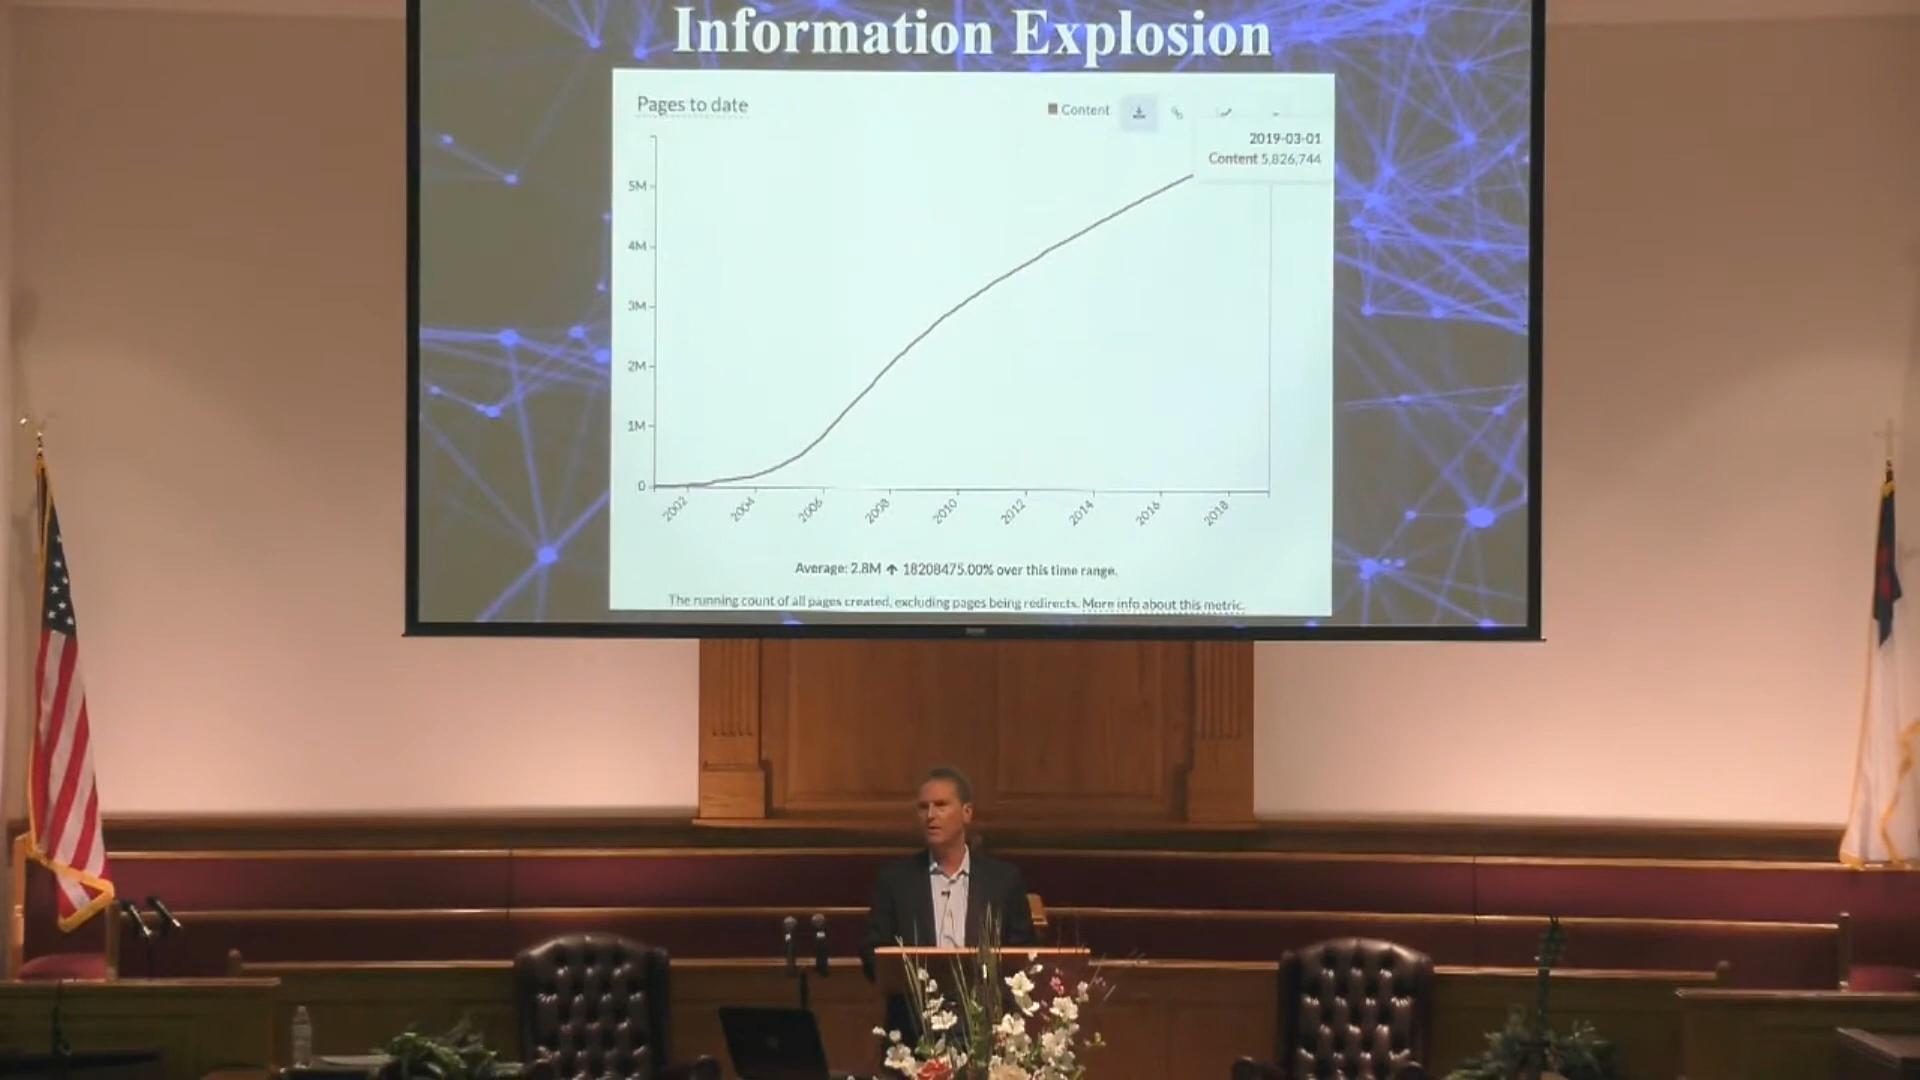 Information Explosion
Pages to date
Content
2019-03-01
Content 5,826,744
5M
4M
3M
2M
1M
0
2002
2004
2006
2008
2010
2012
2014
2016
2018
Average: 2.8M ↑ 18208475.00% over this time range.
The running count of all pages created, excluding pages being redirects. More info about this metric.